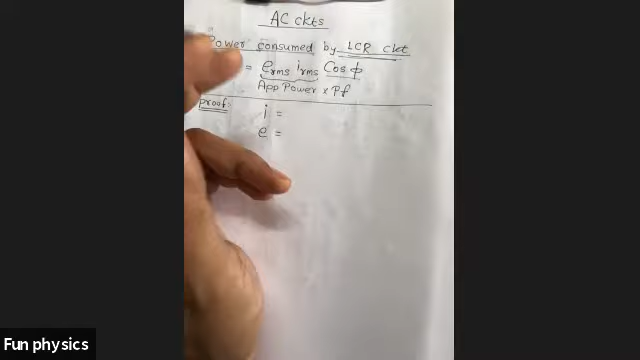 AC ckts
Power consumed by LCR ckt
= erms irms Cos ϕ
App Power x Pf
proof:
i =
e =
Fun physics